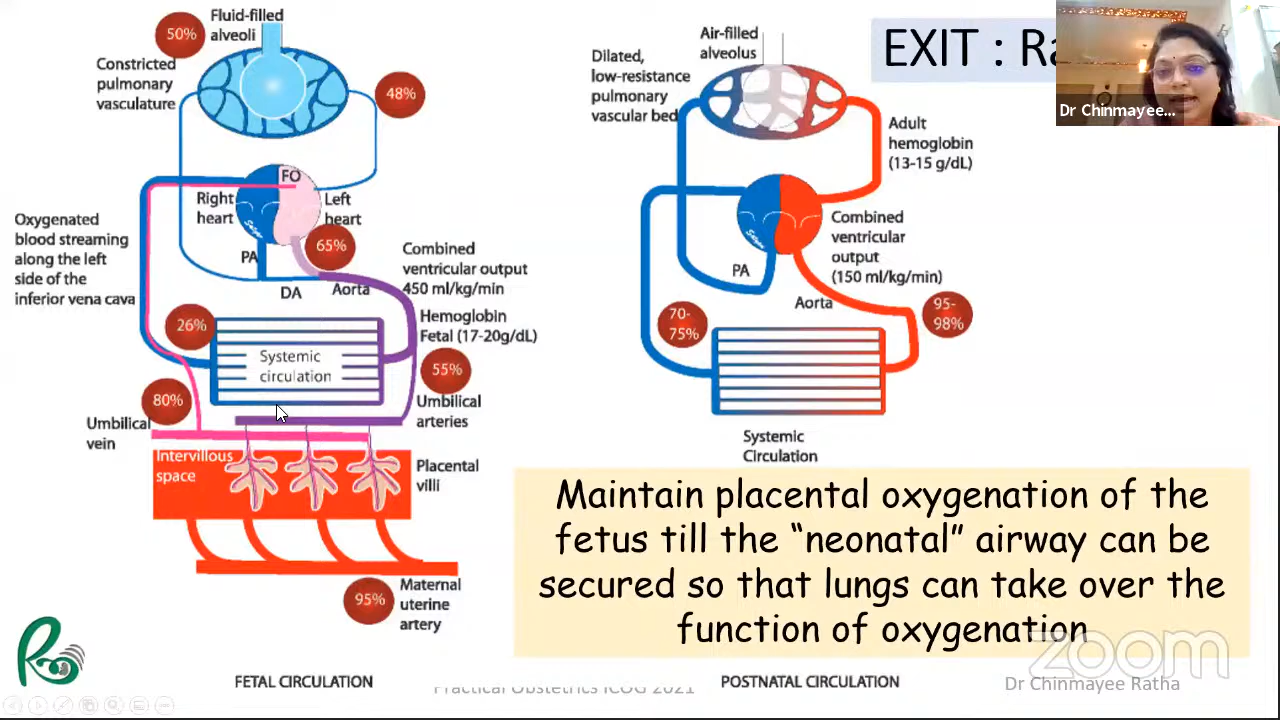 Fluid-filled
alveoli
50%
Constricted
pulmonary
vasculature
48%
FO
Right
heart
Left
heart
65%
Oxygenated
blood streaming
along the left
side of the
inferior vena cava
PA
DA
Aorta
Combined
ventricular output
450 ml/kg/min
Hemoglobin
Fetal (17-20g/dL)
26%
Systemic
circulation
55%
Umbilical
arteries
80%
Umbilical
vein
Intervillous
space
Placental
villi
95%
Maternal
uterine
artery
FETAL CIRCULATION
EXIT :
Dr Chinmayee...
Air-filled
alveolus
Dilated,
low-resistance
pulmonary
vascular bed
Adult
hemoglobin
(13-15 g/dL)
Combined
ventricular
output
(150 ml/kg/min)
PA
Aorta
70-
75%
95-
98%
Systemic
Circulation
Maintain placental oxygenation of the
fetus till the “neonatal” airway can be
secured so that lungs can take over the
function of oxygenation
zoom
POSTNATAL CIRCULATION
Practical Obstetrics ICOG 2021
Dr Chinmayee Ratha